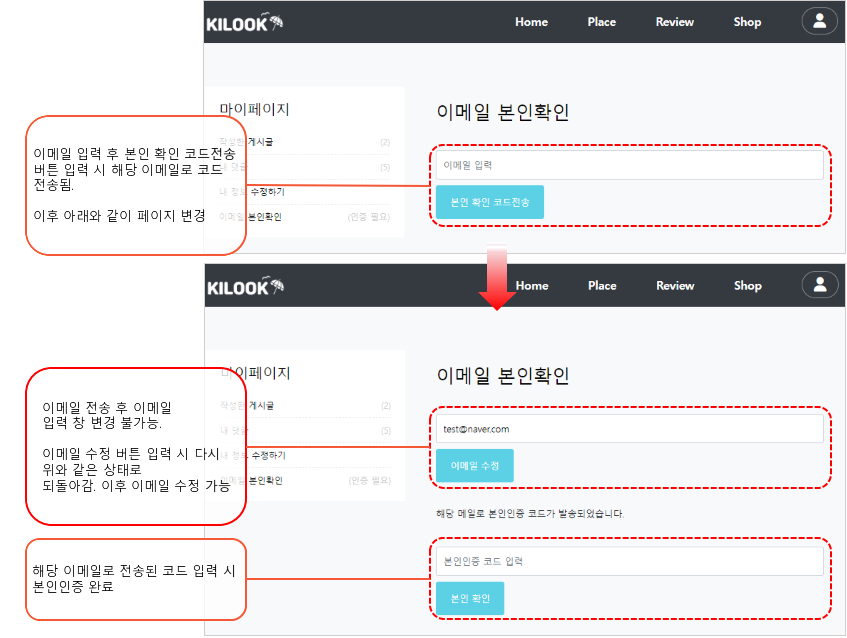 KILOOK
Home Place Review Shop
마이페이지
작성한 게시글 (2)
내 댓글 (5)
내 정보 수정하기
이메일 본인확인 (인증 필요)
이메일 본인확인
이메일 입력
본인 확인 코드전송
이메일 입력 후 본인 확인 코드전송
버튼 입력 시 해당 이메일로 코드
전송됨.
이후 아래와 같이 페이지 변경
KILOOK
Home Place Review Shop
마이페이지
작성한 게시글 (2)
내 댓글 (5)
내 정보 수정하기
이메일 본인확인 (인증 필요)
이메일 본인확인
test@naver.com
이메일 수정
해당 메일로 본인인증 코드가 발송되었습니다.
본인인증 코드 입력
본인 확인
이메일 전송 후 이메일
입력 창 변경 불가능.
이메일 수정 버튼 입력 시 다시
위와 같은 상태로
되돌아감. 이후 이메일 수정 가능
해당 이메일로 전송된 코드 입력 시
본인인증 완료